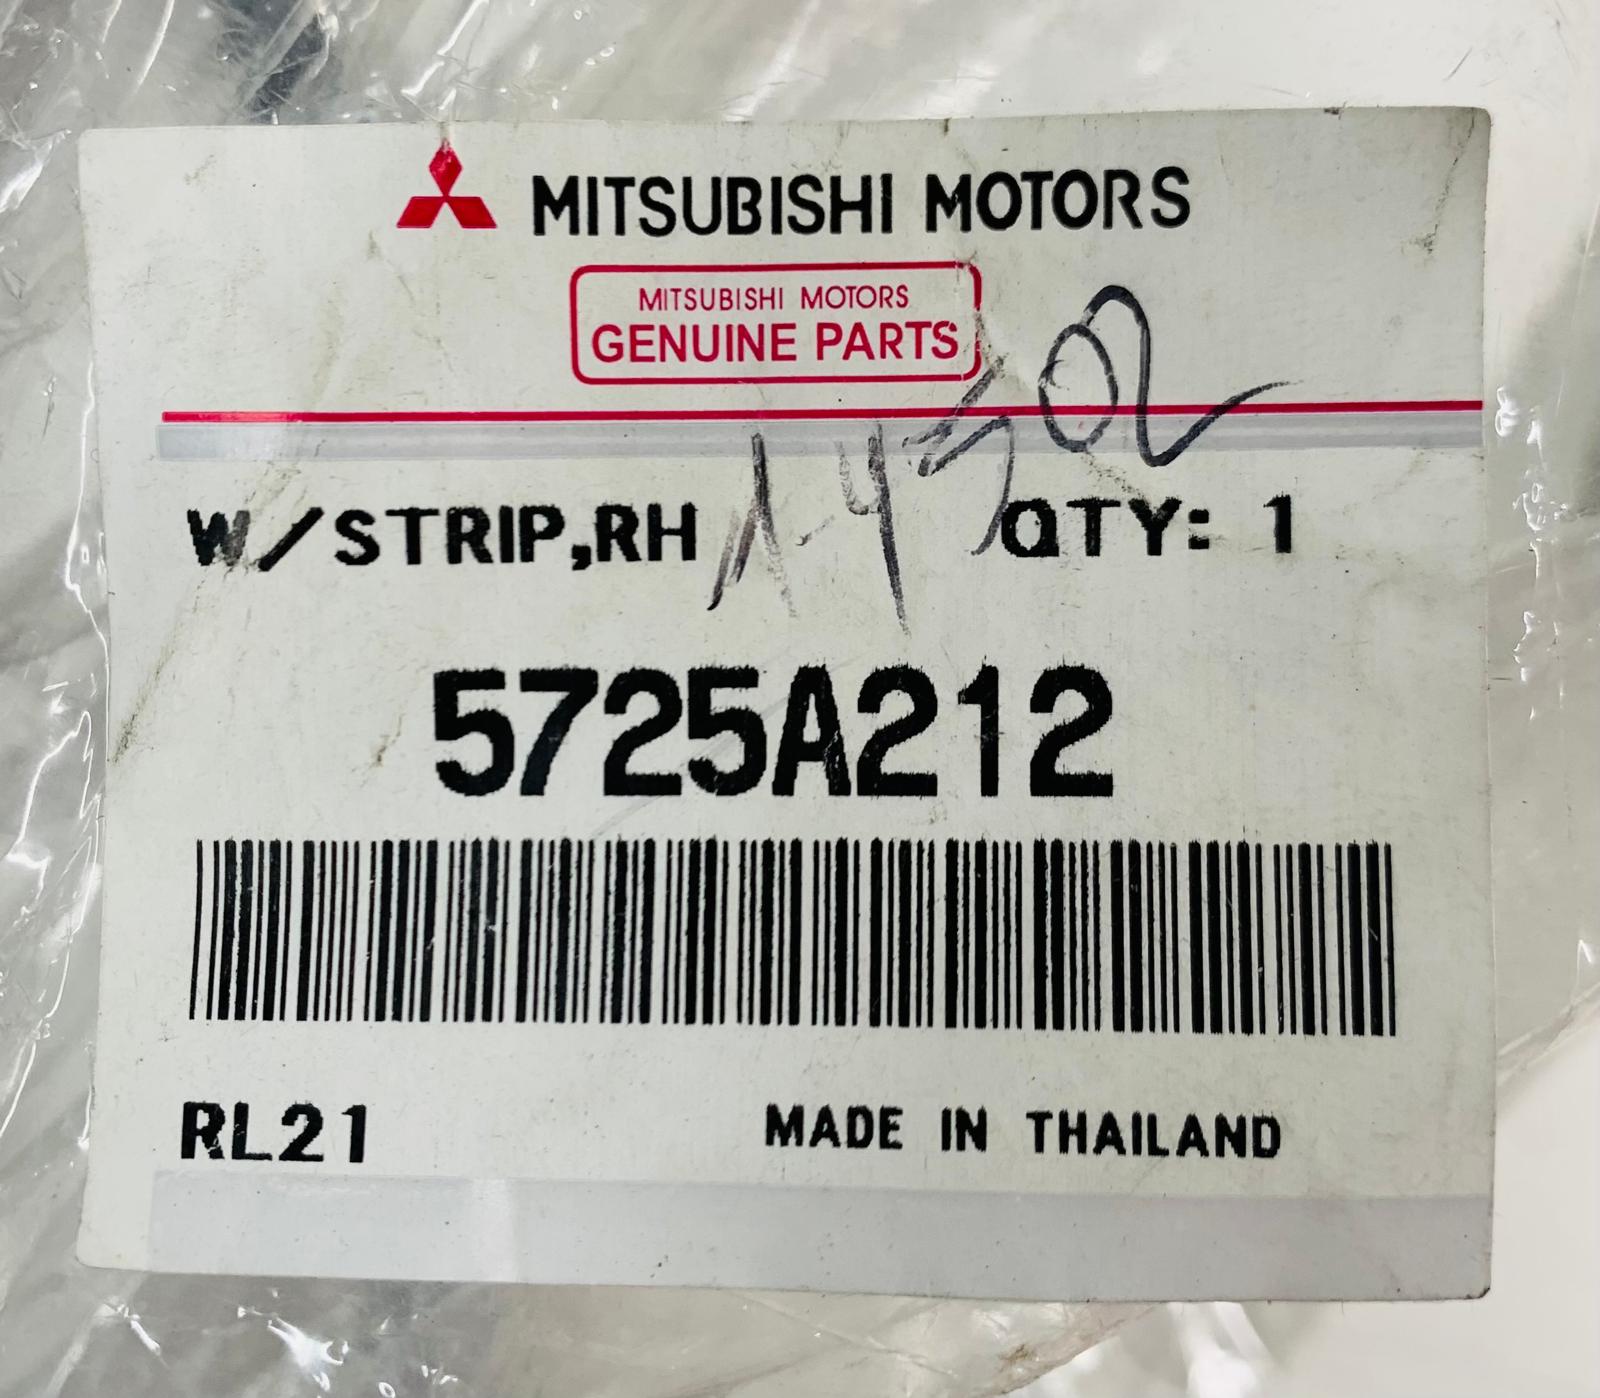 MITSUBISHI MOTORS
MITSUBISHI MOTORS
GENUINE PARTS
W/STRIP,RH QTY: 1
5725A212
RL21 MADE IN THAILAND